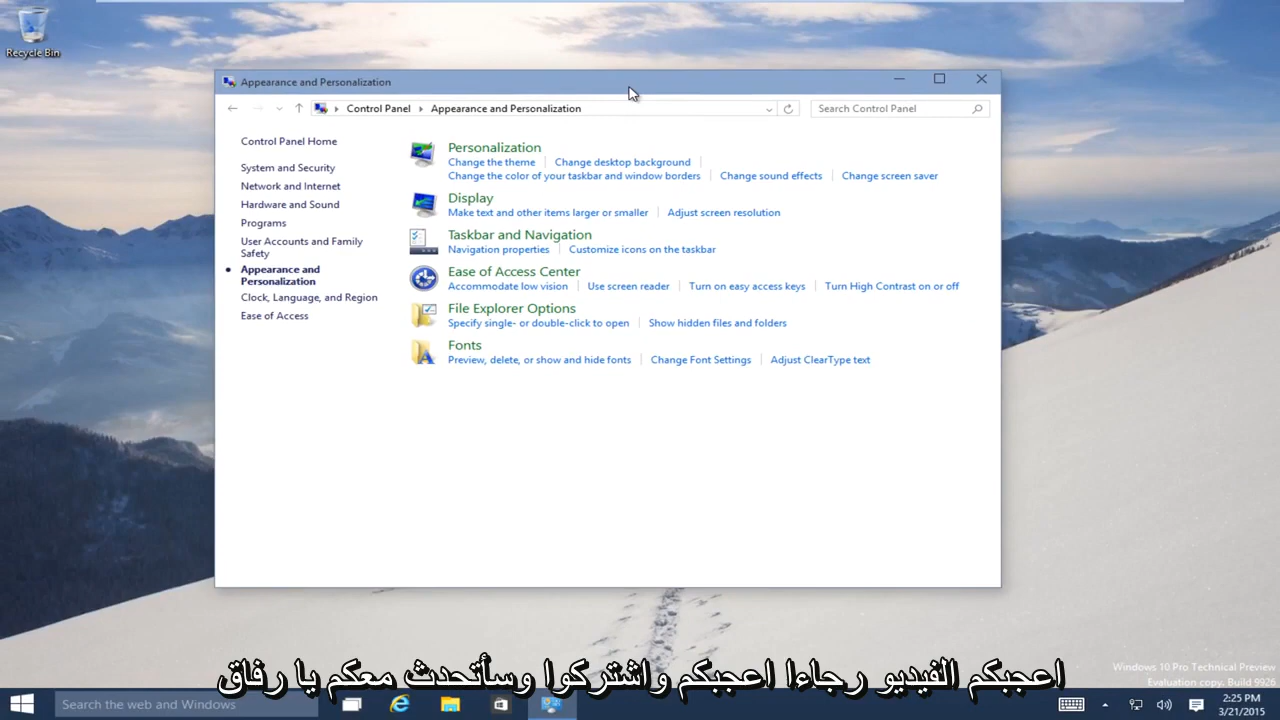 Recycle Bin
Appearance and Personalization
Control Panel
Appearance and Personalization
Search Control Panel
Control Panel Home
System and Security
Network and Internet
Hardware and Sound
Programs
User Accounts and Family
Safety
Appearance and
Personalization
Clock, Language, and Region
Ease of Access
Personalization
Change the theme
Change desktop background
Change the color of your taskbar and window borders
Change sound effects
Change screen saver
Display
Make text and other items larger or smaller
Adjust screen resolution
Taskbar and Navigation
Navigation properties
Customize icons on the taskbar
Ease of Access Center
Accommodate low vision
Use screen reader
Turn on easy access keys
Turn High Contrast on or off
File Explorer Options
Specify single- or double-click to open
Show hidden files and folders
Fonts
Preview, delete, or show and hide fonts
Change Font Settings
Adjust ClearType text
اعجبكم الفيديو رجاءا اعجبكم واشتركوا وسأتحدث معكم يا رفاق
Windows 10 Pro Technical Preview
Evaluation copy. Build 9926
Search the web and Windows
2:25 PM
3/21/2015